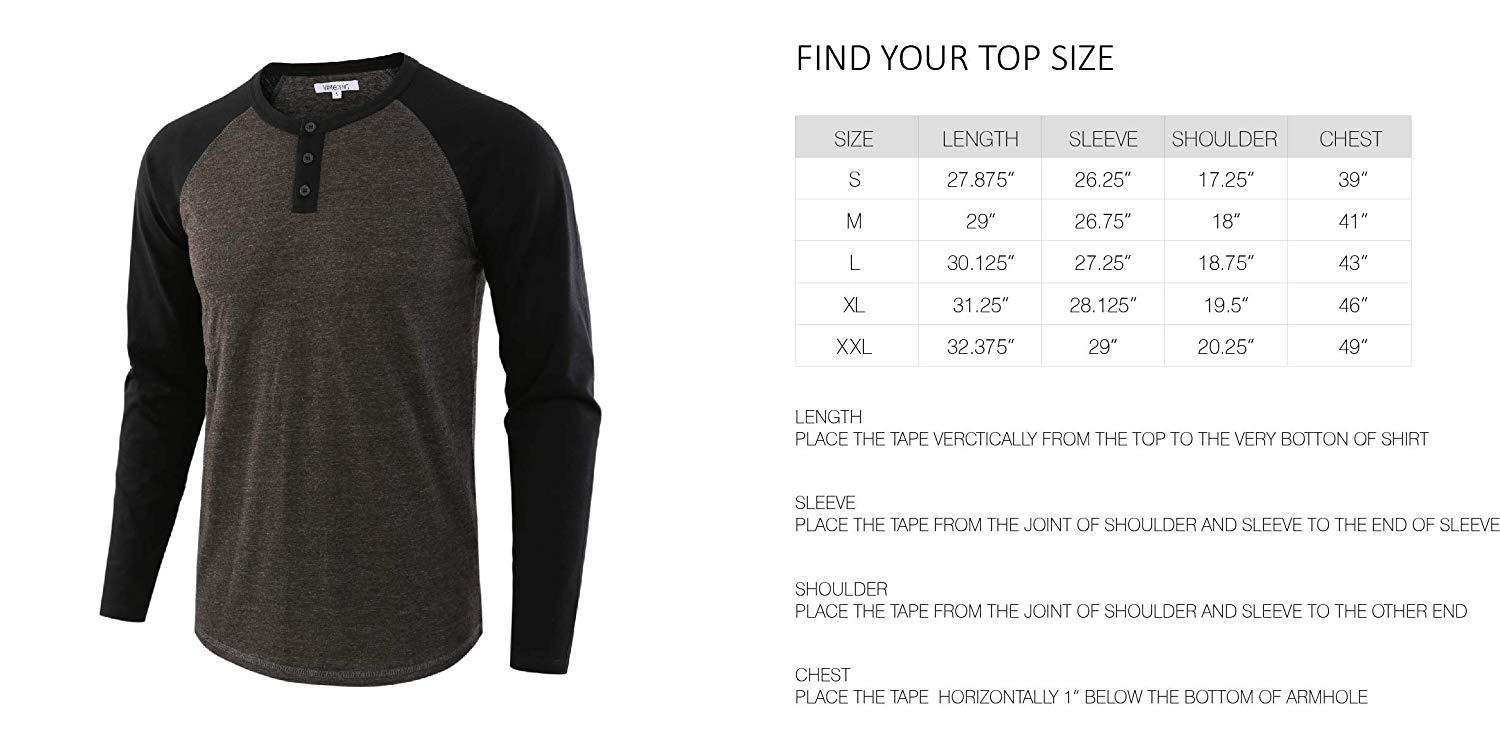 FIND YOUR TOP SIZE
SIZE LENGTH SLEEVE SHOULDER CHEST
S 27.875” 26.25” 17.25” 39”
M 29” 26.75” 18” 41”
L 30.125” 27.25” 18.75” 43”
XL 31.25” 28.125” 19.5” 46”
XXL 32.375” 29” 20.25” 49”
LENGTH
PLACE THE TAPE VERCTICALLY FROM THE TOP TO THE VERY BOTTON OF SHIRT
SLEEVE
PLACE THE TAPE FROM THE JOINT OF SHOULDER AND SLEEVE TO THE END OF SLEEVE
SHOULDER
PLACE THE TAPE FROM THE JOINT OF SHOULDER AND SLEEVE TO THE OTHER END
CHEST
PLACE THE TAPE HORIZONTALLY 1” BELOW THE BOTTOM OF ARMHOLE